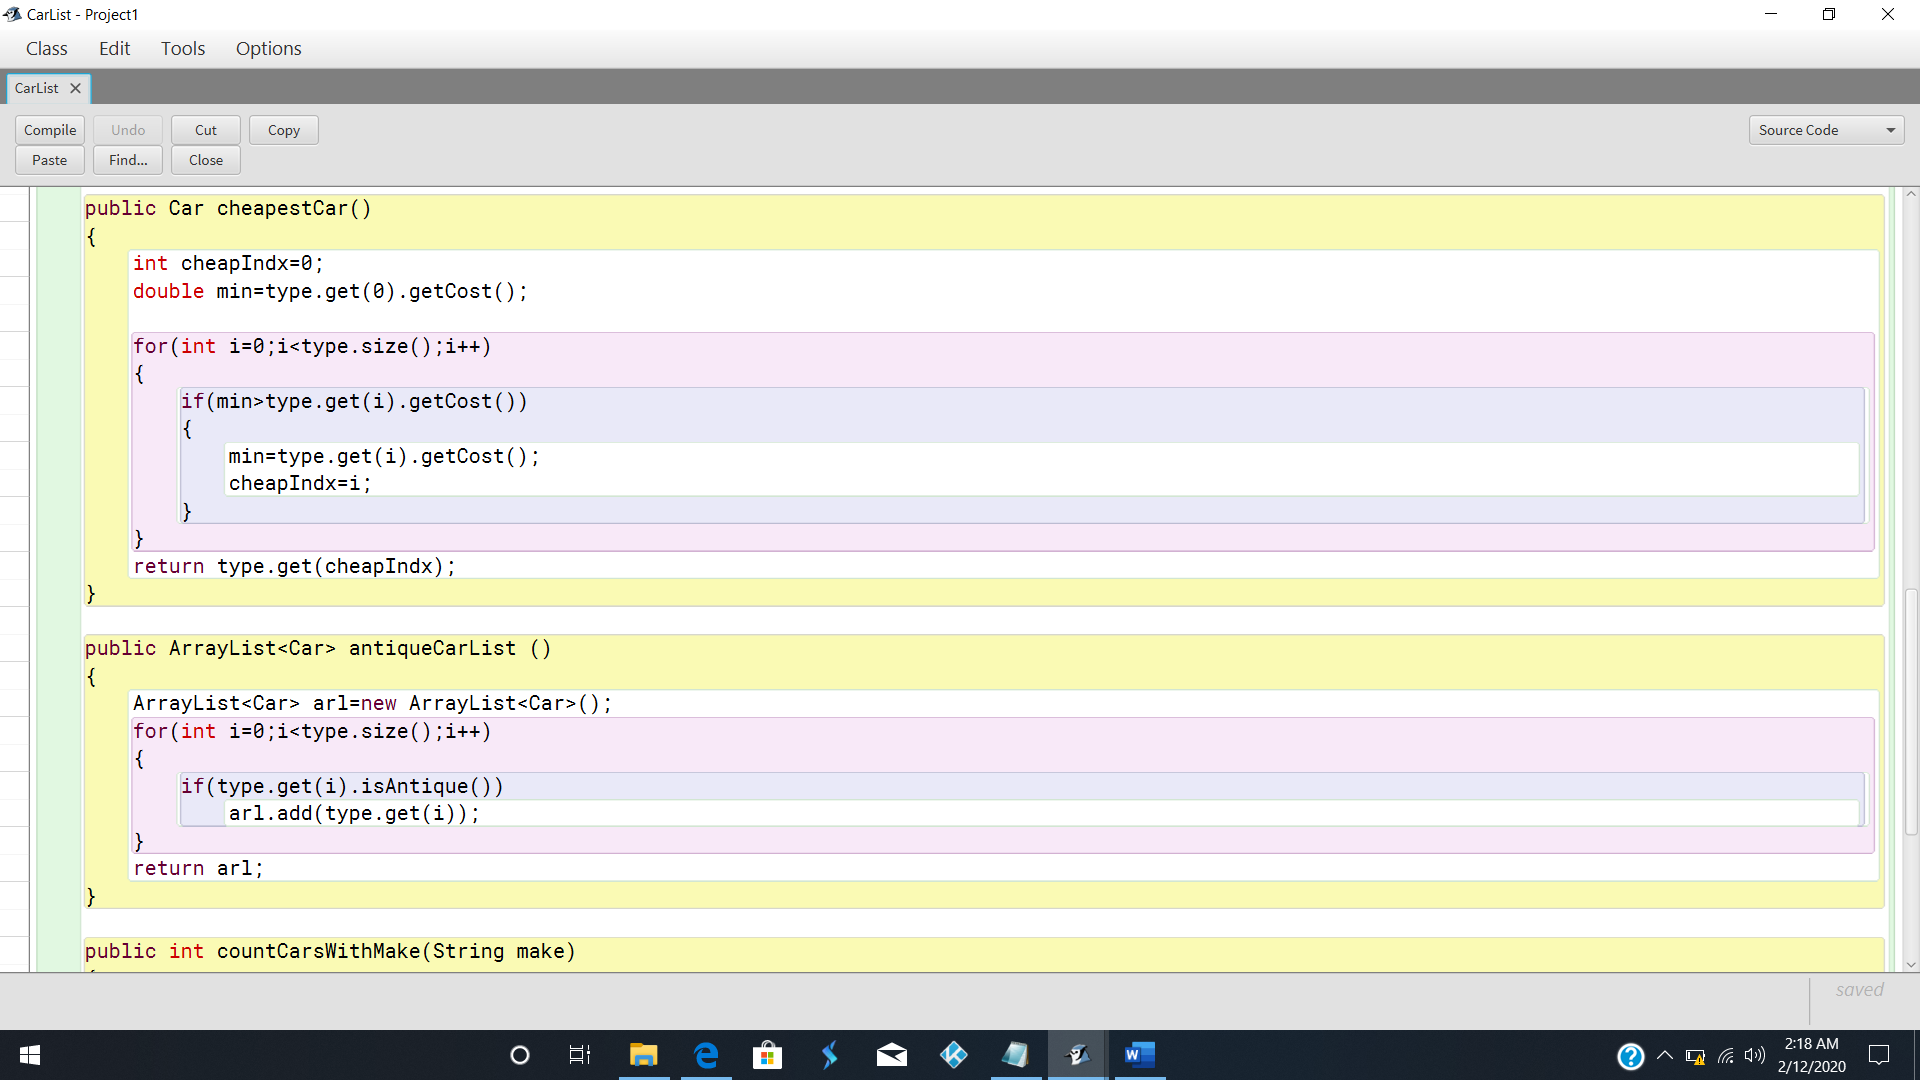 CarList - Project1
Class Edit Tools Options
CarList
Compile Undo Cut Copy Source Code
Paste Find... Close
public Car cheapestCar()
{
int cheapIndx=0;
double min=type.get(0).getCost();
for(int i=0;i<type.size();i++)
{
if(min>type.get(i).getCost())
{
min=type.get(i).getCost();
cheapIndx=i;
}
}
return type.get(cheapIndx);
}
public ArrayList<Car> antiqueCarList ()
{
ArrayList<Car> arl=new ArrayList<Car>();
for(int i=0;i<type.size();i++)
{
if(type.get(i).isAntique())
arl.add(type.get(i));
}
return arl;
}
public int countCarsWithMake(String make)
saved
2:18 AM
2/12/2020